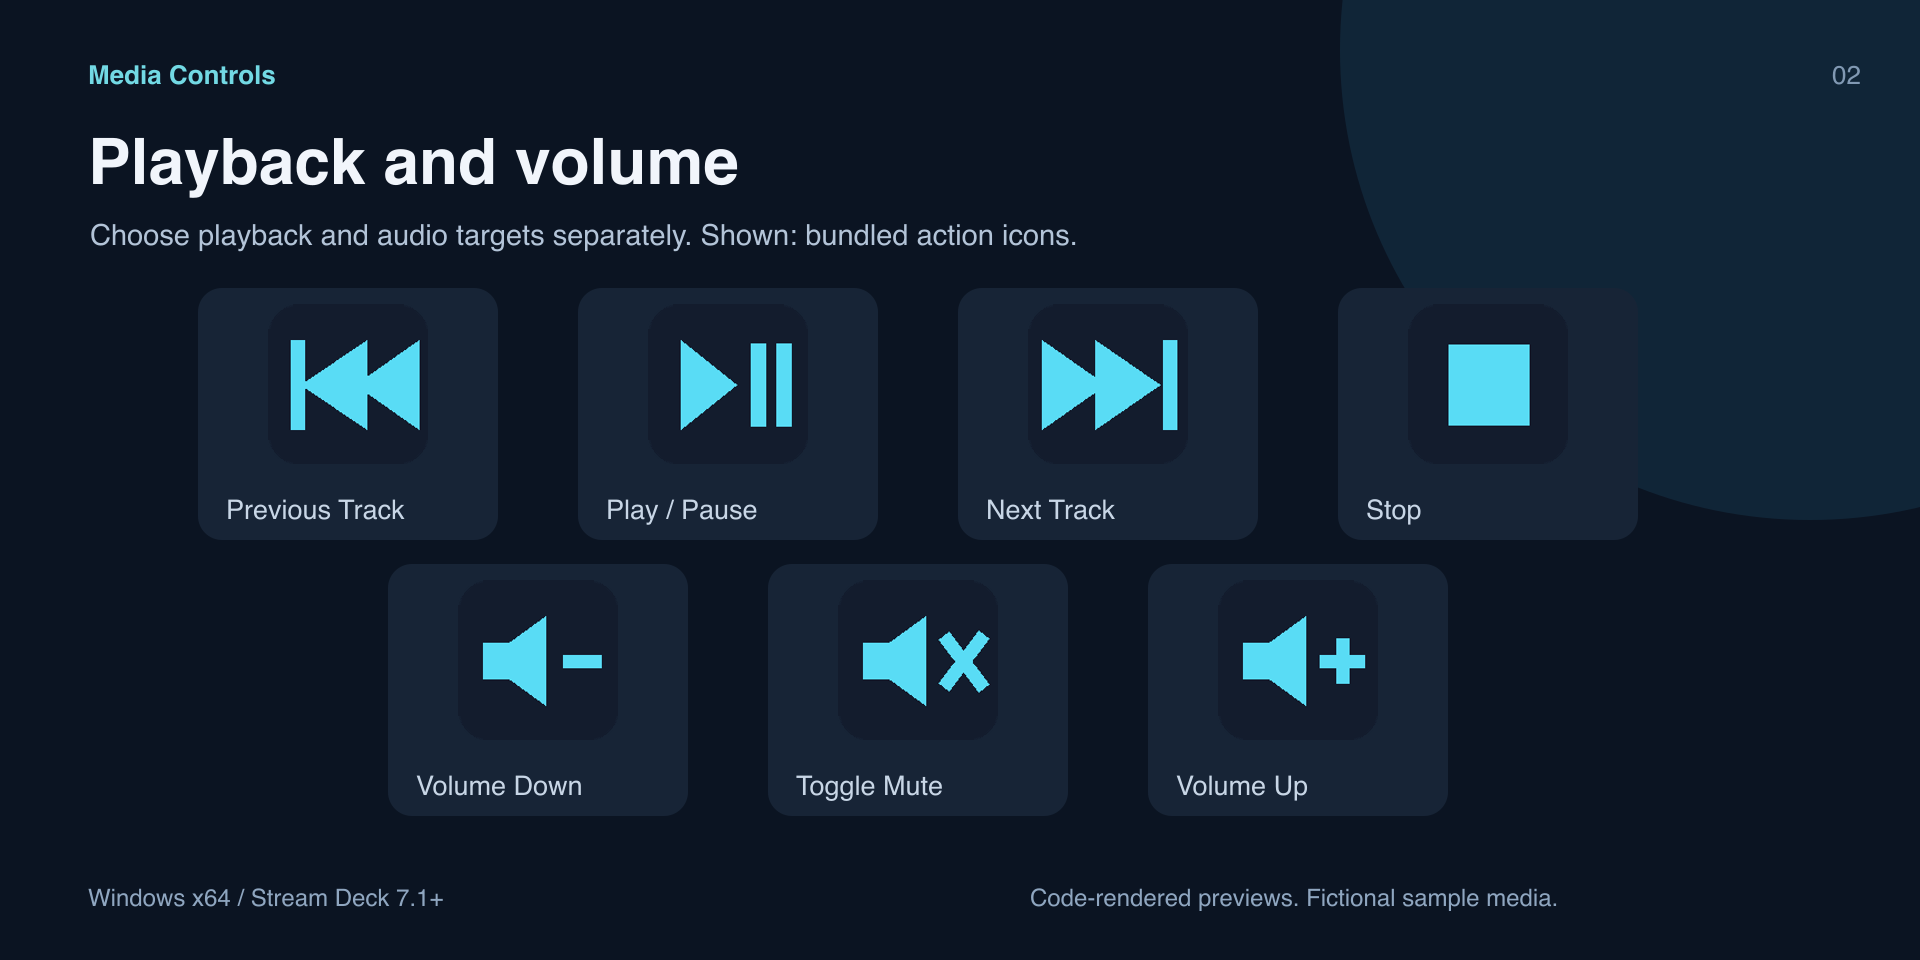 Media Controls
02
Playback and volume
Choose playback and audio targets separately. Shown: bundled action icons.
Previous Track
Play / Pause
Next Track
Stop
Volume Down
Toggle Mute
Volume Up
Windows x64 / Stream Deck 7.1+
Code-rendered previews. Fictional sample media.